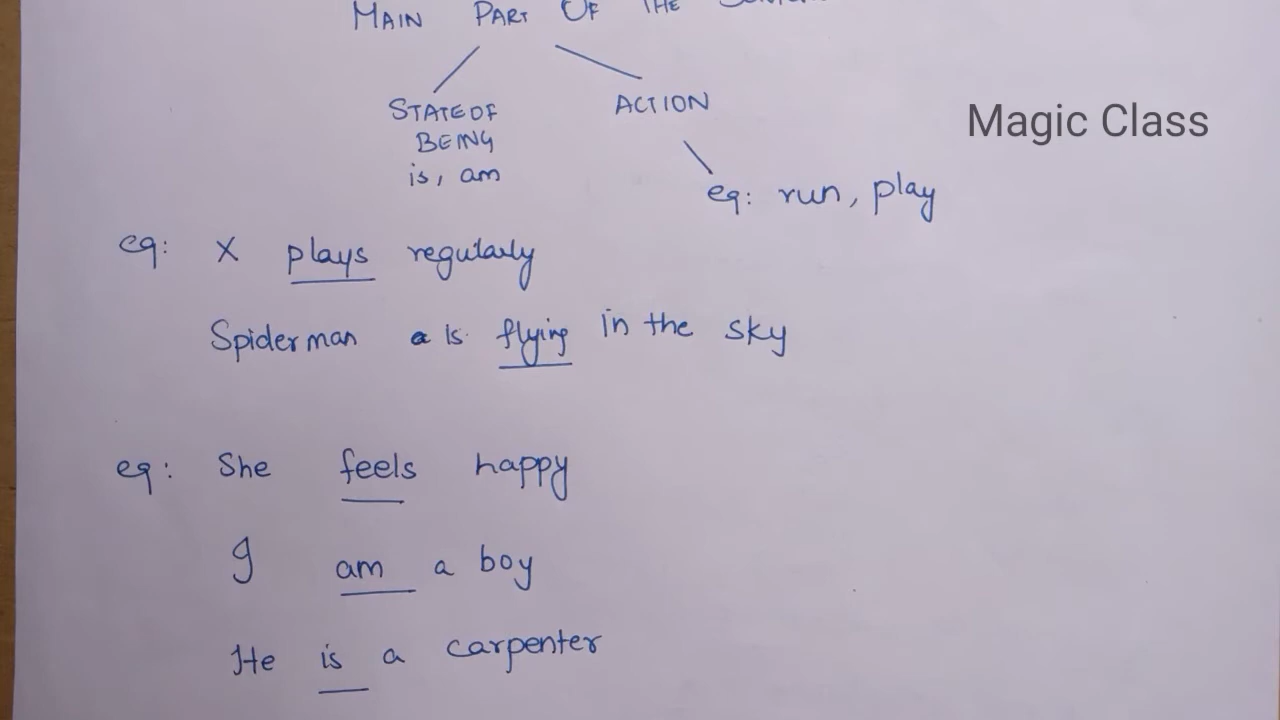 MAIN PART OF THE
STATE OF ACTION
BEING
is, am
Magic Class
eg: run, play
eg: X plays regularly
Spiderman a is flying in the sky
eg: She feels happy
I am a boy
He is a carpenter